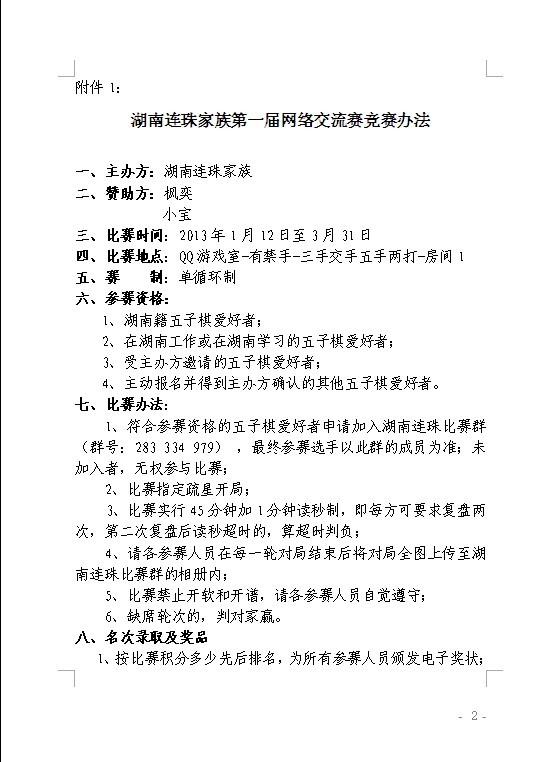 附件 1：
湖南连珠家族第一届网络交流赛竞赛办法
一、主办方：湖南连珠家族
二、赞助方：枫奕
小宝
三、比赛时间：2013 年 1 月 12 日至 3 月 31 日
四、比赛地点：QQ 游戏室-有禁手-三手交手五手两打-房间 1
五、赛　　制：单循环制
六、参赛资格：
1、湖南籍五子棋爱好者；
2、在湖南工作或在湖南学习的五子棋爱好者；
3、受主办方邀请的五子棋爱好者；
4、主动报名并得到主办方确认的其他五子棋爱好者。
七、比赛办法：
1、符合参赛资格的五子棋爱好者申请加入湖南连珠比赛群
（群号：283 334 979），最终参赛选手以此群的成员为准；未
加入者，无权参与比赛；
2、比赛指定疏星开局；
3、比赛实行 45 分钟加 1 分钟读秒制，即每方可要求复盘两
次，第二次复盘后读秒超时的，算超时判负；
4、请各参赛人员在每一轮对局结束后将对局全图上传至湖
南连珠比赛群的相册内；
5、比赛禁止开软和开谱，请各参赛人员自觉遵守；
6、缺席轮次的，判对家赢。
八、名次录取及奖品
1、按比赛积分多少先后排名，为所有参赛人员颁发电子奖状；
- 2 -